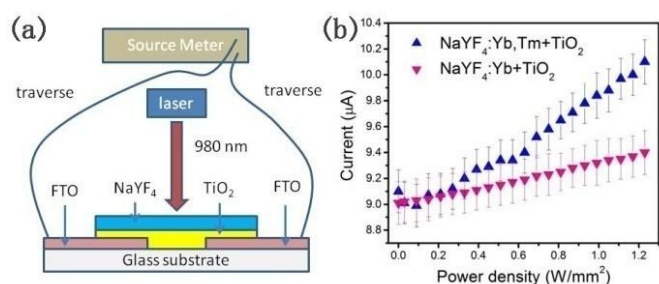 (a)
Source Meter
traverse
traverse
laser
980 nm
FTO
NaYF4
TiO2
FTO
Glass substrate
(b)
10.4
10.2
10.0
9.8
9.6
9.4
9.2
9.0
8.8
Current (μA)
NaYF4:Yb,Tm+TiO2
NaYF4:Yb+TiO2
0.0 0.2 0.4 0.6 0.8 1.0 1.2
Power density (W/mm2)